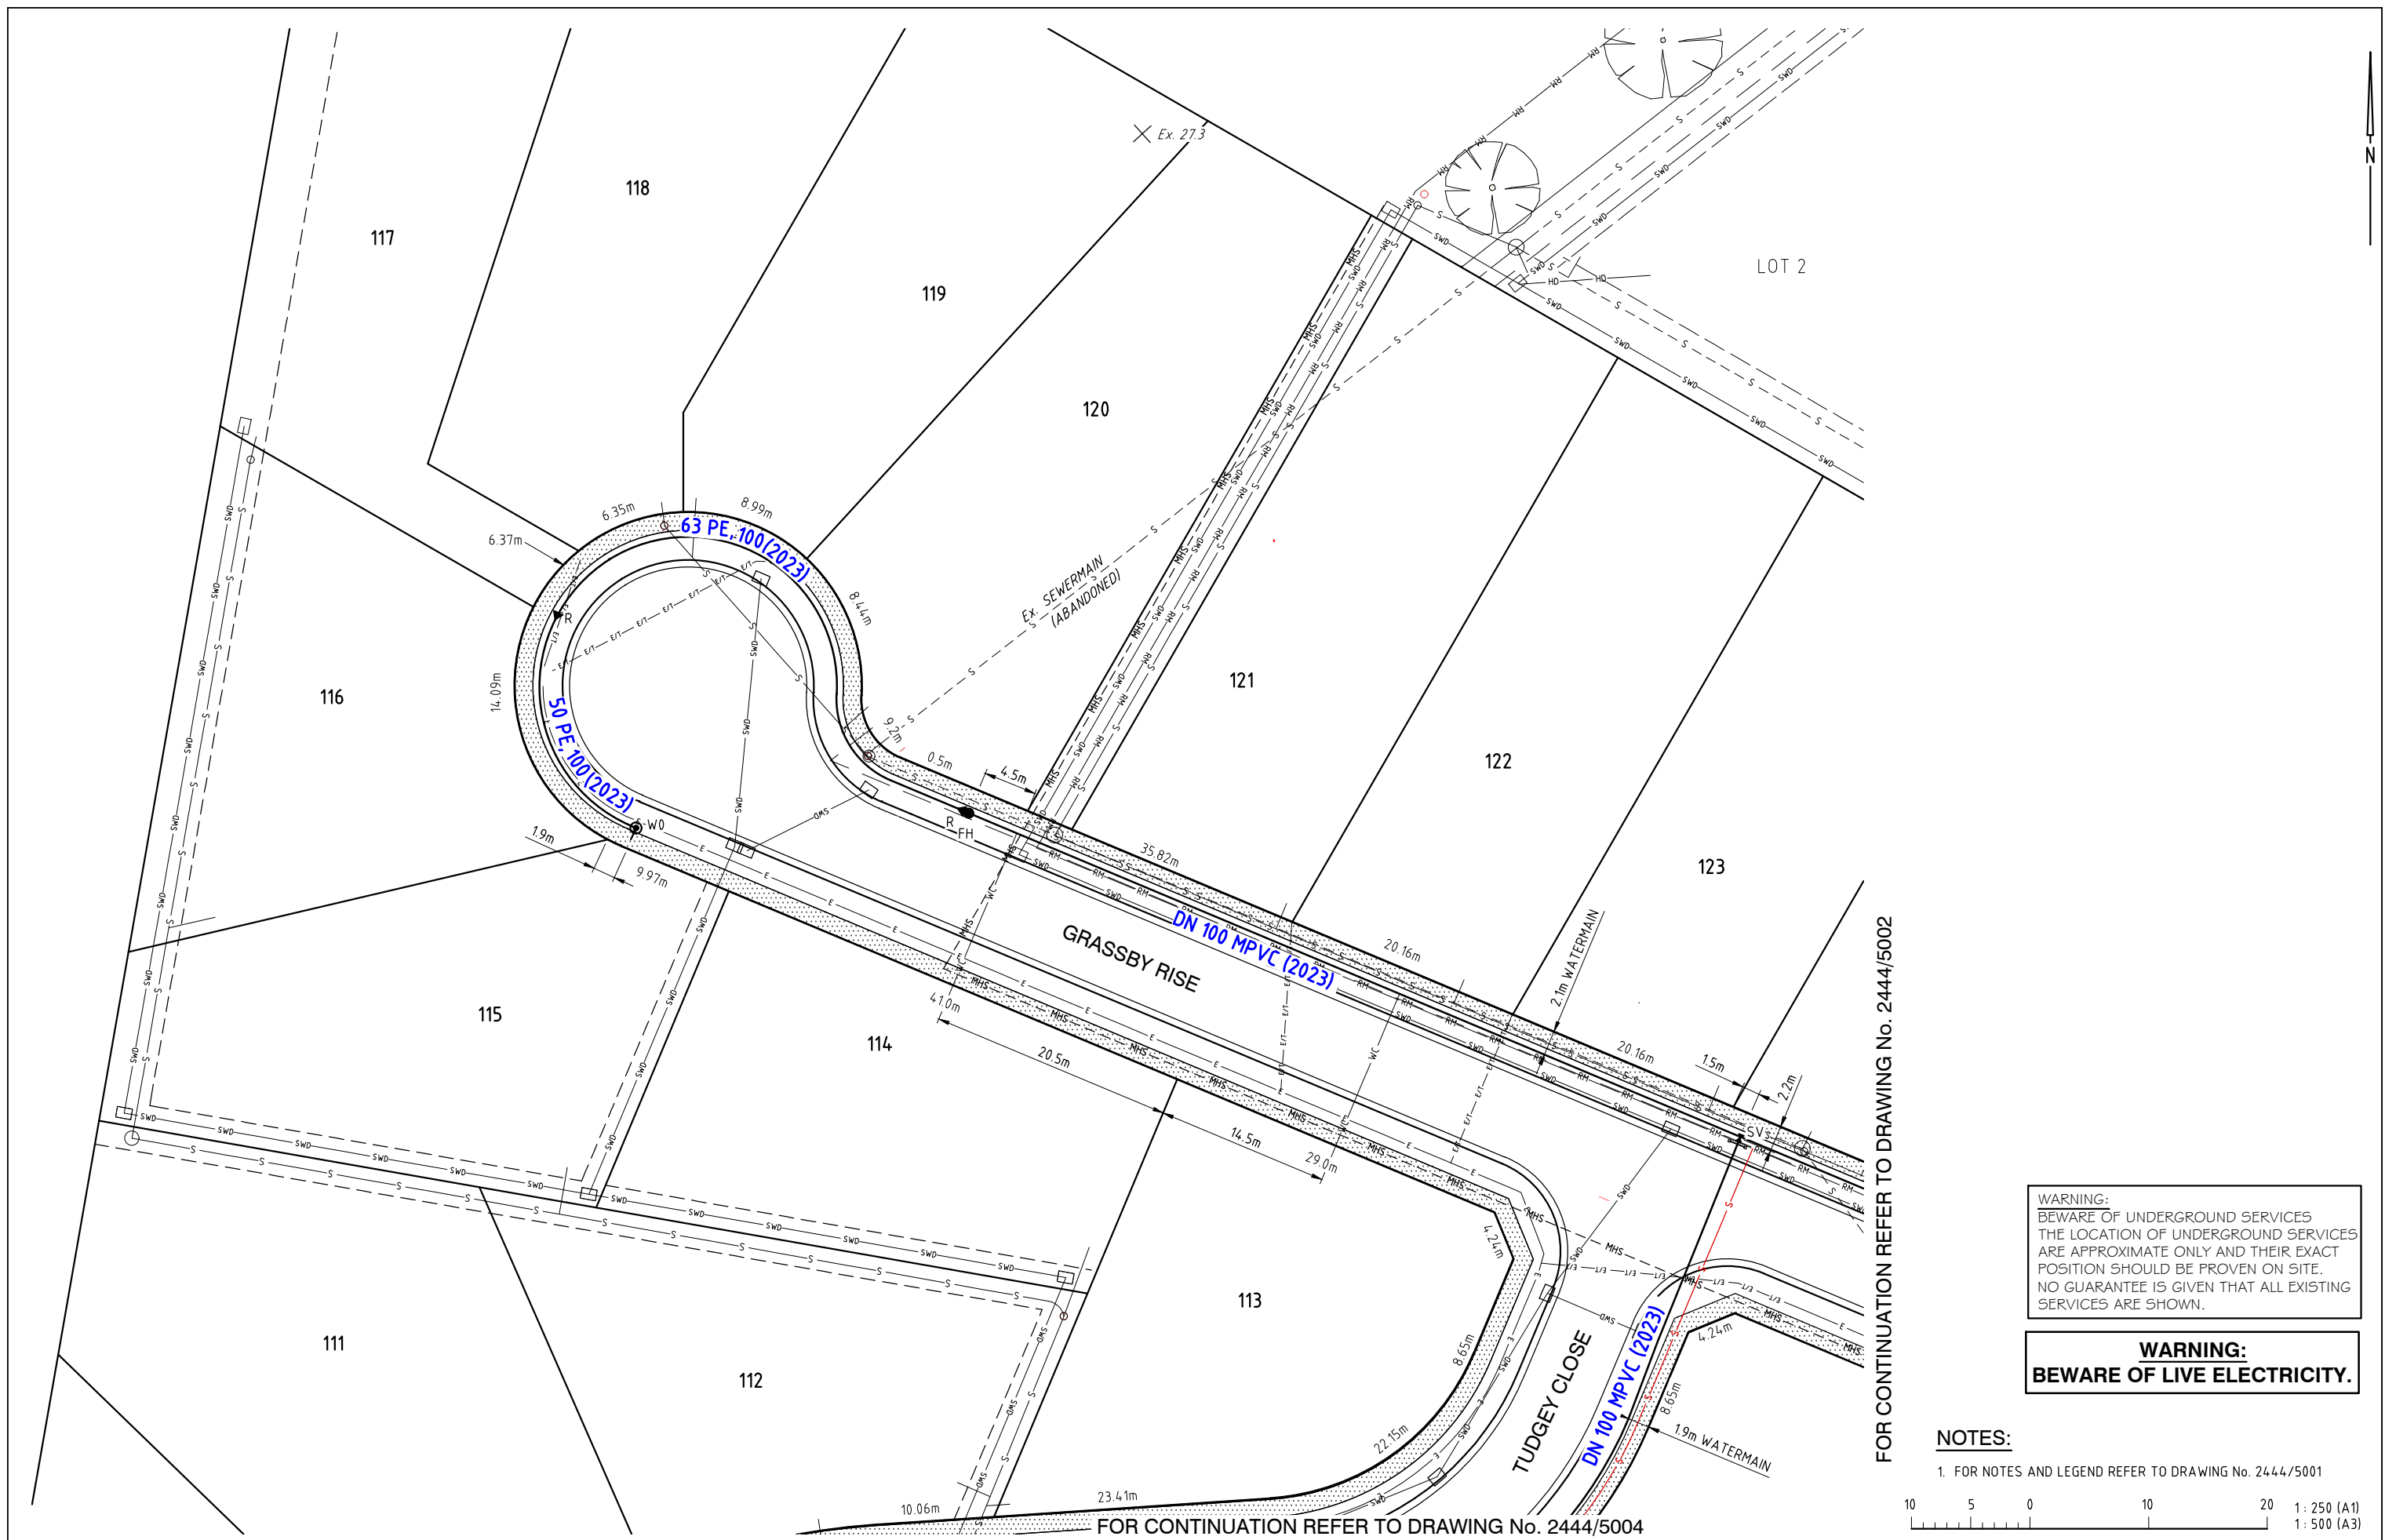 117
118
Ex. 27.3
119
120
LOT 2
N
6.35m
8.99m
63 PE,100(2023)
6.37m
R
8.44m
Ex. SEWERMAIN
(ABANDONED)
116
14.09m
50 PE,100(2023)
9.2m
0.5m
4.5m
121
122
123
WO
R
FH
1.9m
9.97m
35.82m
20.16m
2.1m WATERMAIN
DN 100 MPVC (2023)
GRASSBY RISE
41.0m
20.5m
115
114
14.5m
29.0m
20.16m
1.5m
2.2m
SV
FOR CONTINUATION REFER TO DRAWING No. 2444/5002
111
112
113
4.24m
4.24m
8.65m
8.65m
22.15m
23.41m
10.06m
TUDGEY CLOSE
DN 100 MPVC (2023)
1.9m WATERMAIN
FOR CONTINUATION REFER TO DRAWING No. 2444/5004
WARNING:
BEWARE OF UNDERGROUND SERVICES
THE LOCATION OF UNDERGROUND SERVICES
ARE APPROXIMATE ONLY AND THEIR EXACT
POSITION SHOULD BE PROVEN ON SITE.
NO GUARANTEE IS GIVEN THAT ALL EXISTING
SERVICES ARE SHOWN.
WARNING:
BEWARE OF LIVE ELECTRICITY.
NOTES:
1. FOR NOTES AND LEGEND REFER TO DRAWING No. 2444/5001
10 5 0 10 20
1 : 250 (A1)
1 : 500 (A3)